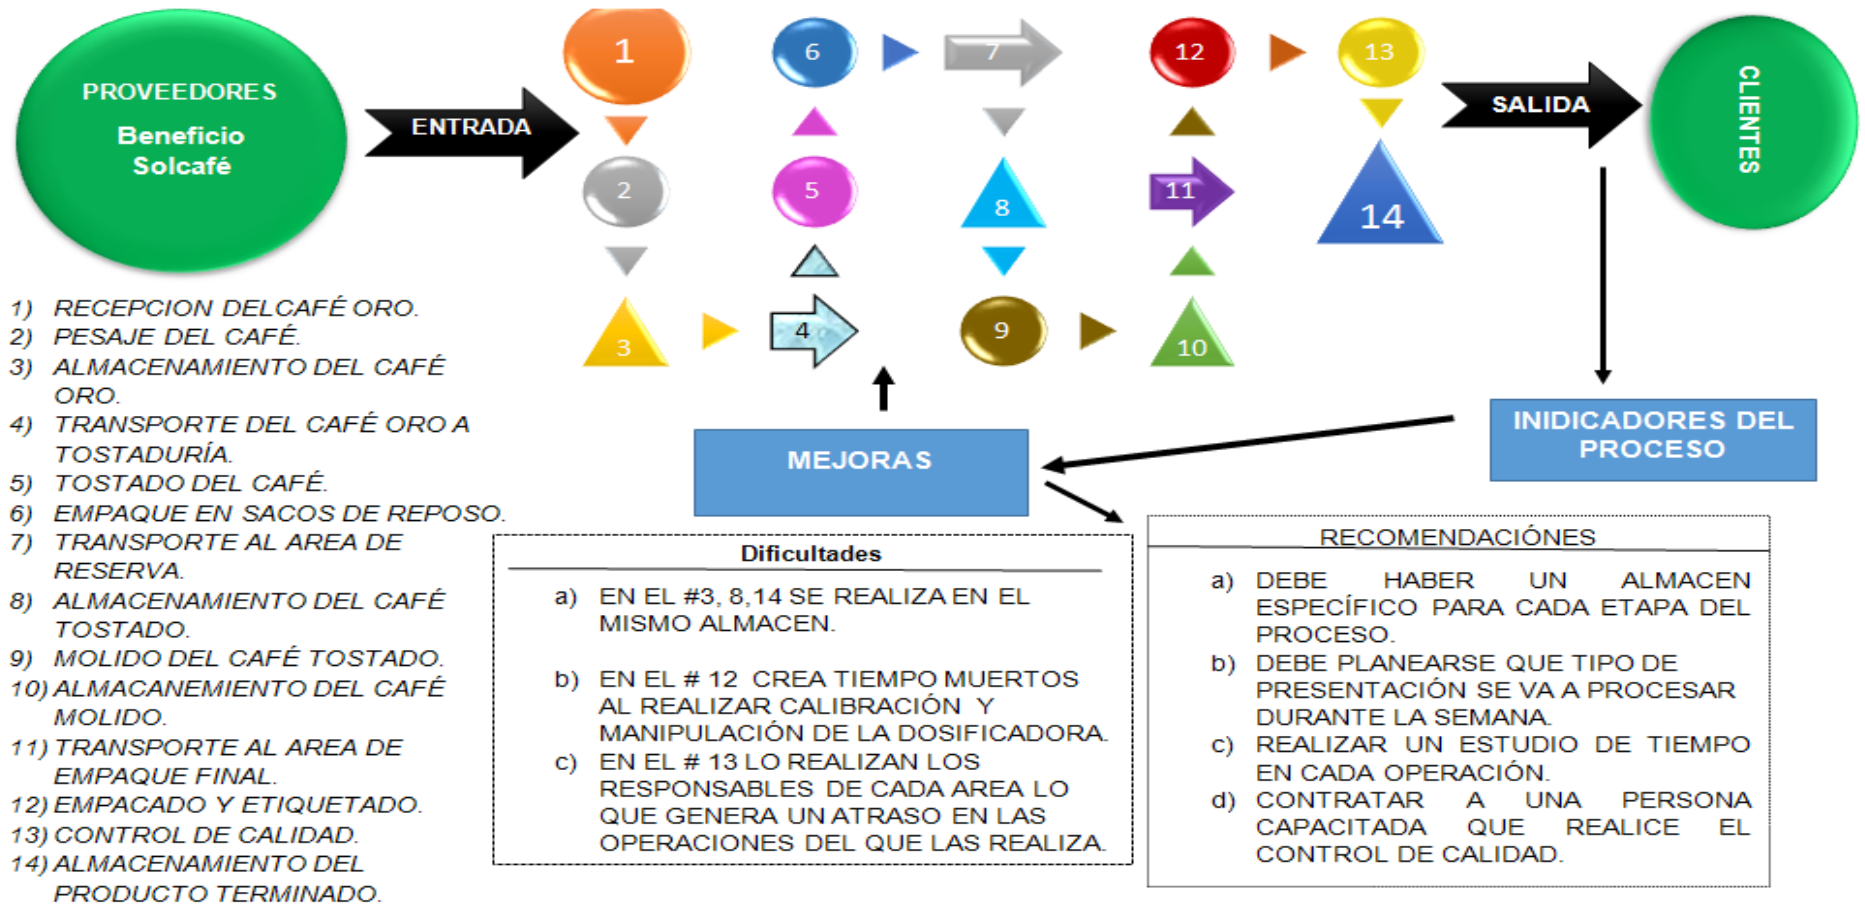 PROVEEDORES
Beneficio
Solcafé
ENTRADA
1
2
3
4
5
6
7
8
9
10
11
12
13
14
SALIDA
CLIENTES
1) RECEPCION DELCAFÉ ORO.
2) PESAJE DEL CAFÉ.
3) ALMACENAMIENTO DEL CAFÉ
ORO.
4) TRANSPORTE DEL CAFÉ ORO A
TOSTADURÍA.
5) TOSTADO DEL CAFÉ.
6) EMPAQUE EN SACOS DE REPOSO.
7) TRANSPORTE AL AREA DE
RESERVA.
8) ALMACENAMIENTO DEL CAFÉ
TOSTADO.
9) MOLIDO DEL CAFÉ TOSTADO.
10) ALMACANEMIENTO DEL CAFÉ
MOLIDO.
11) TRANSPORTE AL AREA DE
EMPAQUE FINAL.
12) EMPACADO Y ETIQUETADO.
13) CONTROL DE CALIDAD.
14) ALMACENAMIENTO DEL
PRODUCTO TERMINADO.
INIDICADORES DEL
PROCESO
MEJORAS
Dificultades
a) EN EL #3, 8,14 SE REALIZA EN EL
MISMO ALMACEN.
b) EN EL # 12 CREA TIEMPO MUERTOS
AL REALIZAR CALIBRACIÓN Y
MANIPULACIÓN DE LA DOSIFICADORA.
c) EN EL # 13 LO REALIZAN LOS
RESPONSABLES DE CADA AREA LO
QUE GENERA UN ATRASO EN LAS
OPERACIONES DEL QUE LAS REALIZA.
RECOMENDACIÓNES
a) DEBE HABER UN ALMACEN
ESPECÍFICO PARA CADA ETAPA DEL
PROCESO.
b) DEBE PLANEARSE QUE TIPO DE
PRESENTACIÓN SE VA A PROCESAR
DURANTE LA SEMANA.
c) REALIZAR UN ESTUDIO DE TIEMPO
EN CADA OPERACIÓN.
d) CONTRATAR A UNA PERSONA
CAPACITADA QUE REALICE EL
CONTROL DE CALIDAD.